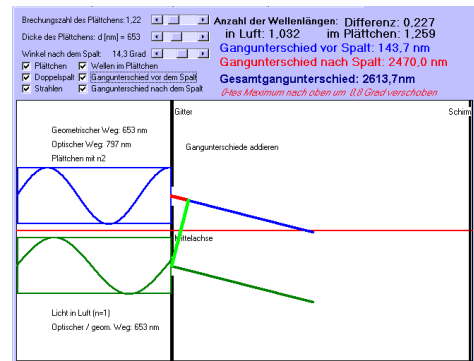 Brechungszahl des Plättchens: 1,22
Dicke des Plättchens: d [nm] = 653
Winkel nach dem Spalt: 14,3 Grad
Plättchen
Wellen im Plättchen
Doppelspalt
Gangunterschied vor dem Spalt
Strahlen
Gangunterschied nach dem Spalt
Anzahl der Wellenlängen: Differenz: 0,227
in Luft: 1,032 im Plättchen: 1,259
Gangunterschied vor Spalt: 143,7 nm
Gangunterschied nach Spalt: 2470,0 nm
Gesamtgangunterschied: 2613,7nm
0-tes Maximum nach oben um 0,8 Grad verschoben
Gitter
Schirm
Geometrischer Weg: 653 nm
Optischer Weg: 797 nm
Plättchen mit n2
Gangunterschiede addieren
Mittelachse
Licht in Luft (n=1)
Optischer / geom. Weg: 653 nm